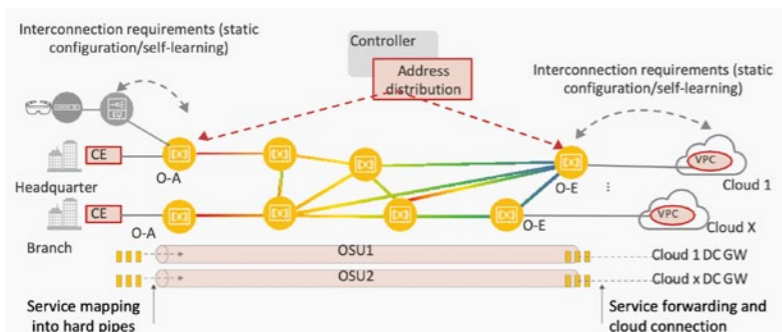 Interconnection requirements (static
configuration/self-learning)
Controller
Address
distribution
Interconnection requirements (static
configuration/self-learning)
CE
O-A
Headquarter
CE
O-A
Branch
O-E
VPC
Cloud 1
O-E
VPC
Cloud X
OSU1
Cloud 1 DC GW
OSU2
Cloud x DC GW
Service mapping
into hard pipes
Service forwarding and
cloud connection